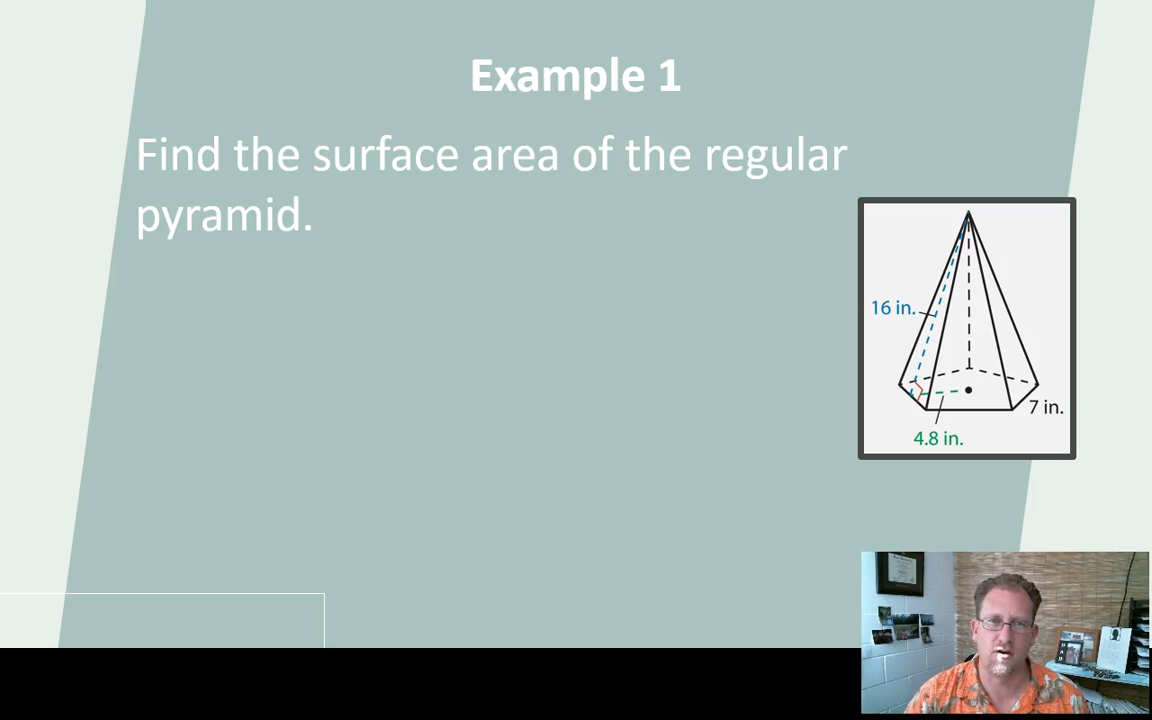 Example 1
Find the surface area of the regular
pyramid.
16 in.
7 in.
4.8 in.